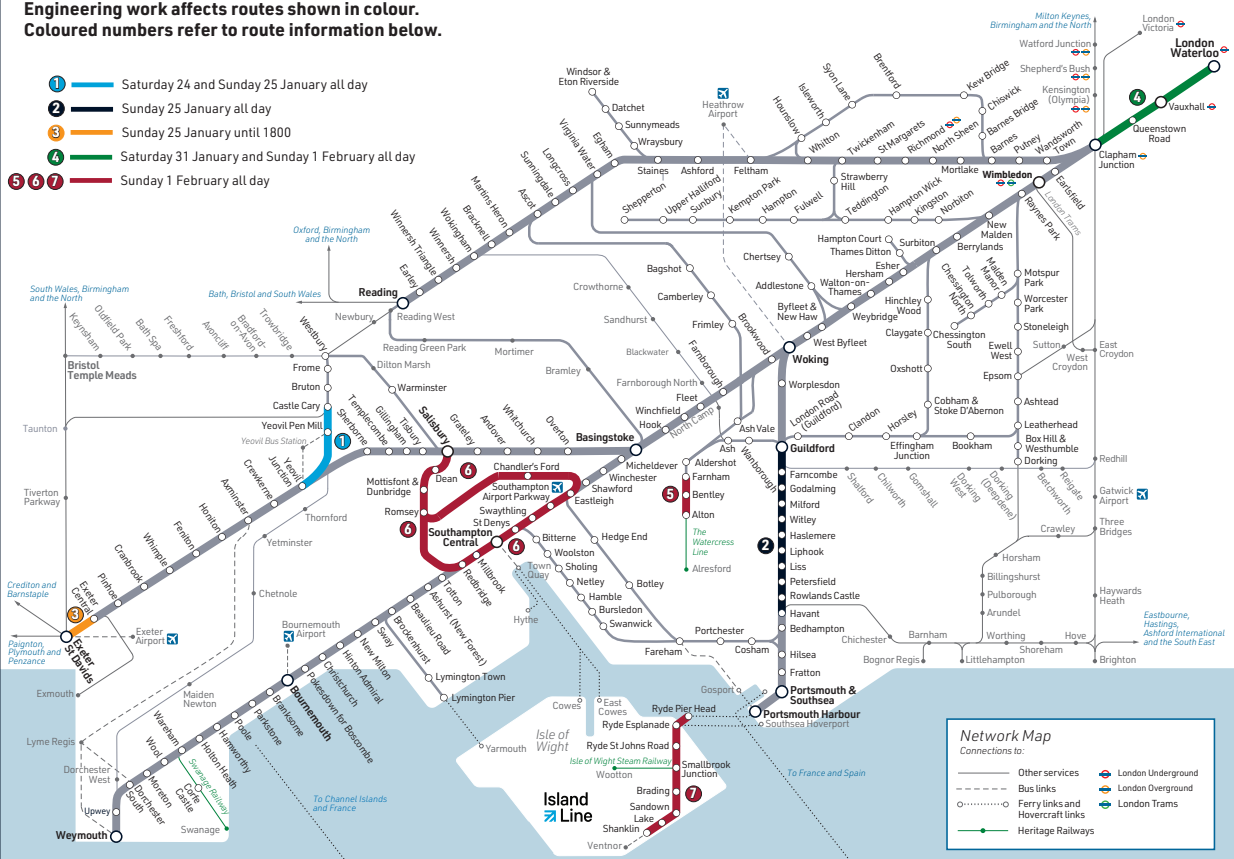 Engineering work affects routes shown in colour.
Coloured numbers refer to route information below.
1 Saturday 24 and Sunday 25 January all day
2 Sunday 25 January all day
3 Sunday 25 January until 1800
4 Saturday 31 January and Sunday 1 February all day
5 6 7 Sunday 1 February all day
Milton Keynes,
Birmingham and the North
London
Victoria
Watford Junction
Shepherd's Bush
Kensington
(Olympia)
London
Waterloo
4
Vauxhall
Queenstown
Road
Clapham
Junction
Windsor &
Eton Riverside
Datchet
Sunnymeads
Wraysbury
Heathrow
Airport
Hounslow
Isleworth
Syon Lane
Brentford
Kew Bridge
Chiswick
Barnes Bridge
Virginia Water
Egham
Staines
Ashford
Feltham
Whitton
Twickenham
St Margarets
Richmond
North Sheen
Mortlake
Barnes
Putney
Wandsworth
Town
Wimbledon
Earlsfield
London Trams
Raynes Park
Strawberry
Hill
Shepperton
Upper Halliford
Sunbury
Kempton Park
Hampton
Fulwell
Teddington
Hampton Wick
Kingston
Norbiton
New
Malden
Berrylands
Surbiton
Hampton Court
Thames Ditton
Esher
Hersham
Walton-on-
Thames
Weybridge
Byfleet &
New Haw
West Byfleet
Woking
Chertsey
Addlestone
Longcross
Sunningdale
Ascot
Martins Heron
Bracknell
Wokingham
Winnersh
Winnersh Triangle
Earley
Reading
Oxford, Birmingham
and the North
Bath, Bristol and South Wales
South Wales, Birmingham
and the North
Keynsham
Oldfield Park
Bath Spa
Freshford
Avoncliff
Bradford-
on-Avon
Trowbridge
Westbury
Newbury
Reading West
Reading Green Park
Mortimer
Bramley
Bristol
Temple Meads
Frome
Bruton
Castle Cary
Dilton Marsh
Warminster
Crowthorne
Sandhurst
Blackwater
Farnborough North
North Camp
Bagshot
Camberley
Frimley
Brookwood
Farnborough
Fleet
Winchfield
Hook
Basingstoke
Ash Vale
Ash
Wanborough
Aldershot
Farnham
5
Bentley
Alton
The
Watercress
Line
Alresford
Worplesdon
London Road
(Guildford)
Clandon
Horsley
Effingham
Junction
Bookham
Guildford
Hinchley
Wood
Claygate
Oxshott
Cobham &
Stoke D'Abernon
Malden
Manor
Tolworth
Chessington
North
Chessington
South
Motspur
Park
Worcester
Park
Stoneleigh
Ewell
West
Epsom
Ashtead
Leatherhead
Box Hill &
Westhumble
Dorking
Sutton
West
Croydon
East
Croydon
Redhill
Gatwick
Airport
Three
Bridges
Crawley
Horsham
Billingshurst
Pulborough
Arundel
Haywards
Heath
Shalford
Chilworth
Gomshall
Dorking
West
Dorking
(Deepdene)
Betchworth
Reigate
Farncombe
Godalming
Milford
Witley
Haslemere
2
Liphook
Liss
Petersfield
Rowlands Castle
Havant
Bedhampton
Hilsea
Fratton
Portsmouth &
Southsea
Portsmouth Harbour
Southsea Hoverport
Gosport
Chichester
Bognor Regis
Barnham
Littlehampton
Worthing
Shoreham
Hove
Brighton
Eastbourne,
Hastings,
Ashford International
and the South East
Taunton
Tiverton
Parkway
Yeovil Pen Mill
Yeovil Bus Station
1
Yeovil
Junction
Sherborne
Templecombe
Gillingham
Tisbury
Salisbury
Grateley
Andover
Whitchurch
Overton
Crewkerne
Axminster
Honiton
Feniton
Whimple
Cranbrook
Pinhoe
Exeter
Central
3
Exeter
St Davids
Crediton and
Barnstaple
Paignton,
Plymouth and
Penzance
Exeter
Airport
Exmouth
Thornford
Yetminster
Chetnole
Maiden
Newton
Lyme Regis
Dorchester
West
Upwey
Weymouth
Dorchester
South
Moreton
Wool
Wareham
Holton Heath
Hamworthy
Poole
Parkstone
Branksome
Bournemouth
Pokesdown for Boscombe
Christchurch
Hinton Admiral
New Milton
Sway
Brockenhurst
Beaulieu Road
Ashurst (New Forest)
Totton
Redbridge
Millbrook
Corfe
Castle
Swanage Railway
Swanage
Bournemouth
Airport
Lymington Town
Lymington Pier
Yarmouth
Dean
6
Mottisfont &
Dunbridge
Romsey
6
Chandler's Ford
Southampton
Airport Parkway
Swaythling
St Denys
Southampton
Central
6
Micheldever
Winchester
Shawford
Eastleigh
Hedge End
Botley
Bitterne
Woolston
Sholing
Netley
Hamble
Bursledon
Swanwick
Fareham
Portchester
Cosham
Town
Quay
Hythe
Cowes
East
Cowes
Isle of
Wight
Ryde Pier Head
Ryde Esplanade
Ryde St Johns Road
Isle of Wight Steam Railway
Wootton
Smallbrook
Junction
Brading
7
Sandown
Lake
Shanklin
Ventnor
Island
Line
To Channel Islands
and France
To France and Spain
Network Map
Connections to:
Other services
Bus links
Ferry links and
Hovercraft links
Heritage Railways
London Underground
London Overground
London Trams